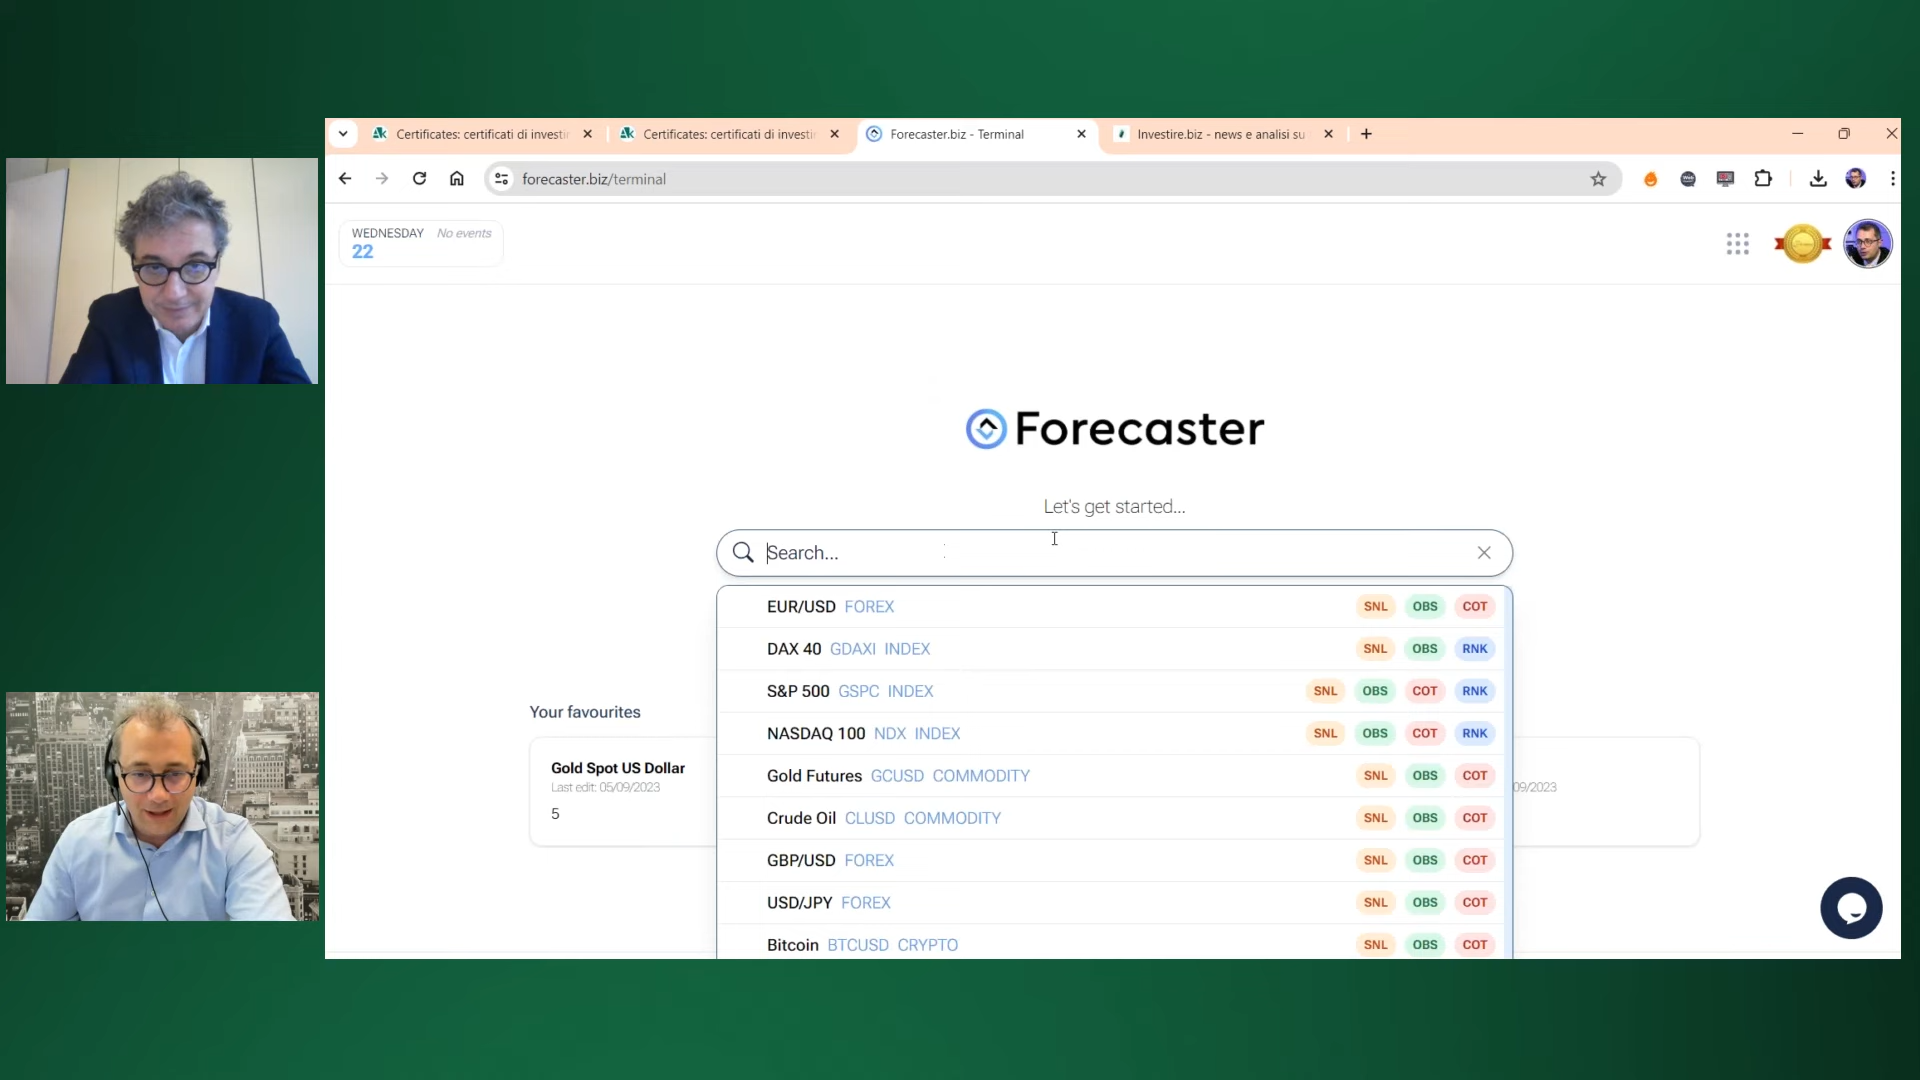 Certificates: certificati di investi
Certificates: certificati di investi
Forecaster.biz - Terminal
Investire.biz - news e analisi su
forecaster.biz/terminal
WEDNESDAY No events
22
Forecaster
Let's get started...
Search...
EUR/USD FOREX SNL OBS COT
DAX 40 GDAXI INDEX SNL OBS RNK
S&P 500 GSPC INDEX SNL OBS COT RNK
NASDAQ 100 NDX INDEX SNL OBS COT RNK
Gold Futures GCUSD COMMODITY SNL OBS COT
Crude Oil CLUSD COMMODITY SNL OBS COT
GBP/USD FOREX SNL OBS COT
USD/JPY FOREX SNL OBS COT
Bitcoin BTCUSD CRYPTO SNL OBS COT
Your favourites
Gold Spot US Dollar
Last edit: 05/09/2023
5
09/2023